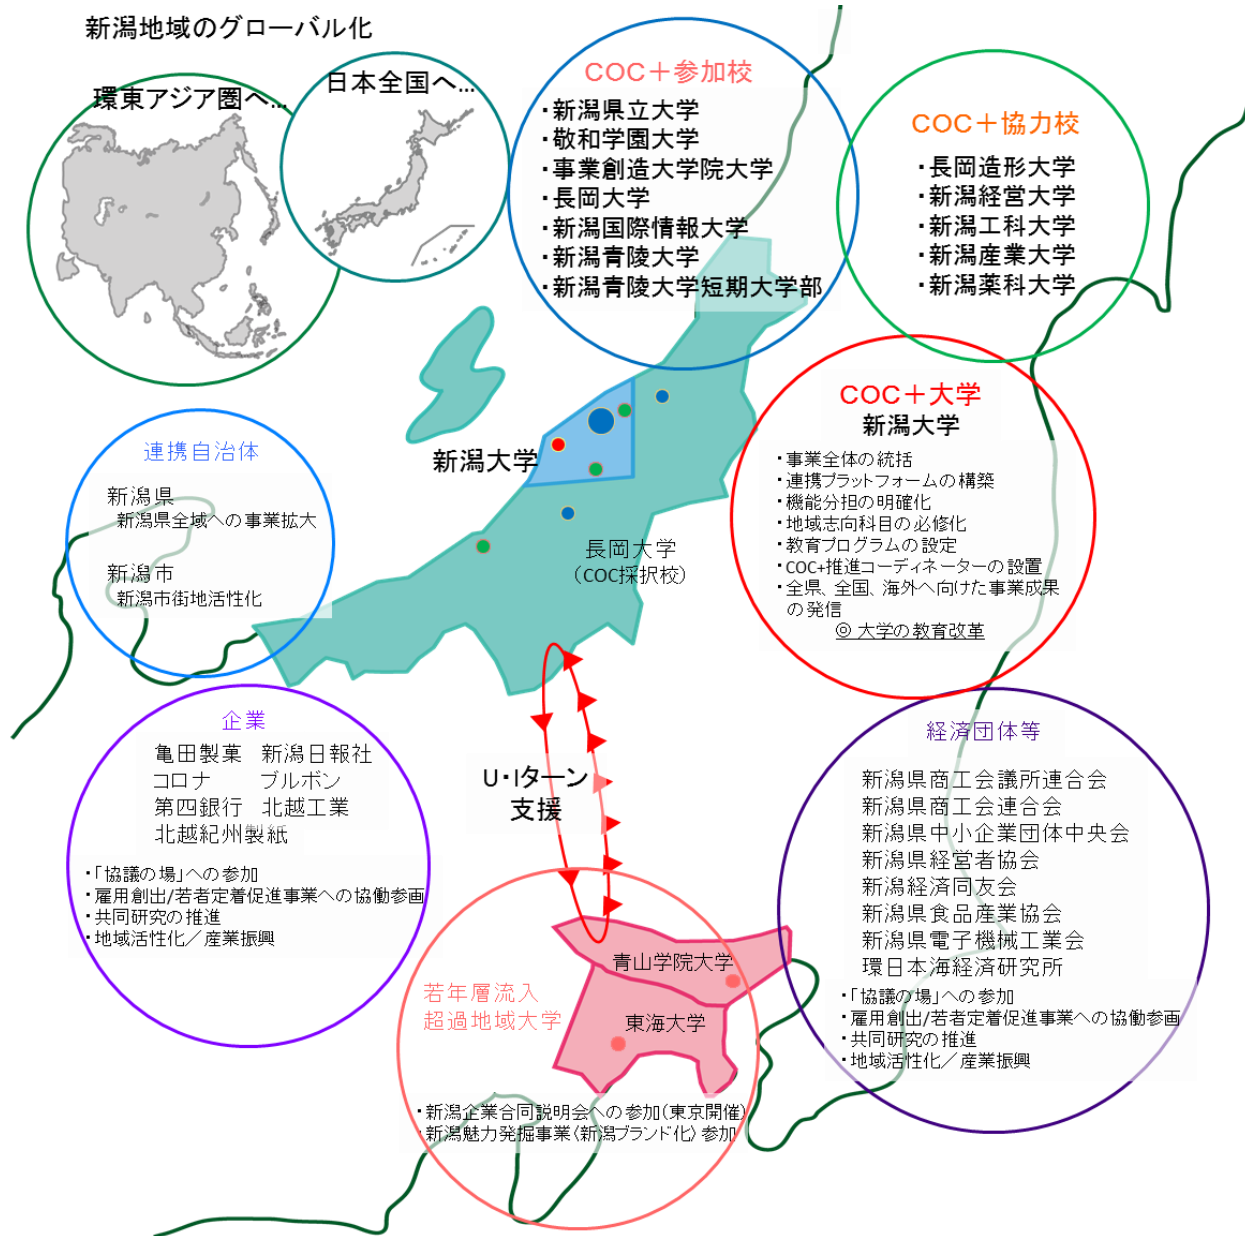 新潟地域のグローバル化
環東アジア圏へ…
日本全国へ…
COC＋参加校
・新潟県立大学
・敬和学園大学
・事業創造大学院大学
・長岡大学
・新潟国際情報大学
・新潟青陵大学
・新潟青陵大学短期大学部
COC＋協力校
・長岡造形大学
・新潟経営大学
・新潟工科大学
・新潟産業大学
・新潟薬科大学
COC＋大学
新潟大学
・事業全体の統括
・連携プラットフォームの構築
・機能分担の明確化
・地域志向科目の必修化
・教育プログラムの設定
・COC+推進コーディネーターの設置
・全県、全国、海外へ向けた事業成果
の発信
◎ 大学の教育改革
連携自治体
新潟県
新潟県全域への事業拡大
新潟市
新潟市街地活性化
新潟大学
長岡大学
（COC採択校）
企業
亀田製菓　新潟日報社
コロナ　ブルボン
第四銀行　北越工業
北越紀州製紙
・「協議の場」への参加
・雇用創出/若者定着促進事業への協働参画
・共同研究の推進
・地域活性化／産業振興
U・Iターン
支援
経済団体等
新潟県商工会議所連合会
新潟県商工会連合会
新潟県中小企業団体中央会
新潟県経営者協会
新潟経済同友会
新潟県食品産業協会
新潟県電子機械工業会
環日本海経済研究所
・「協議の場」への参加
・雇用創出/若者定着促進事業への協働参画
・共同研究の推進
・地域活性化／産業振興
若年層流入
超過地域大学
青山学院大学
東海大学
・新潟企業合同説明会への参加（東京開催）
・新潟魅力発掘事業〈新潟ブランド化〉参加